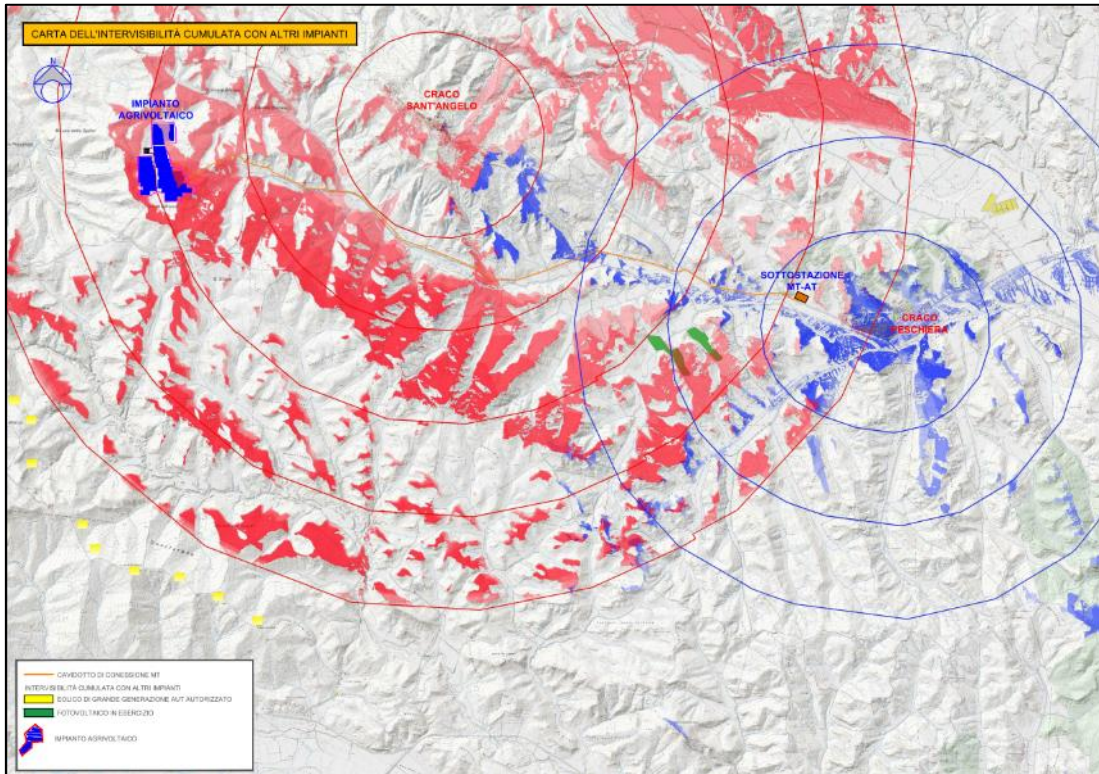 CARTA DELL'INTERVISIBILITÀ CUMULATA CON ALTRI IMPIANTI
N
IMPIANTO
AGRIVOLTAICO
CRACO
SANT'ANGELO
SOTTOSTAZIONE
MT-AT
CRACO
PESCHIERA
CAVIDOTTO DI CONESSIONE MT
INTERVISIBILITÀ CUMULATA CON ALTRI IMPIANTI
EOLICO DI GRANDE GENERAZIONE AUT AUTORIZZATO
FOTOVOLTAICO IN ESERCIZIO
IMPIANTO AGRIVOLTAICO